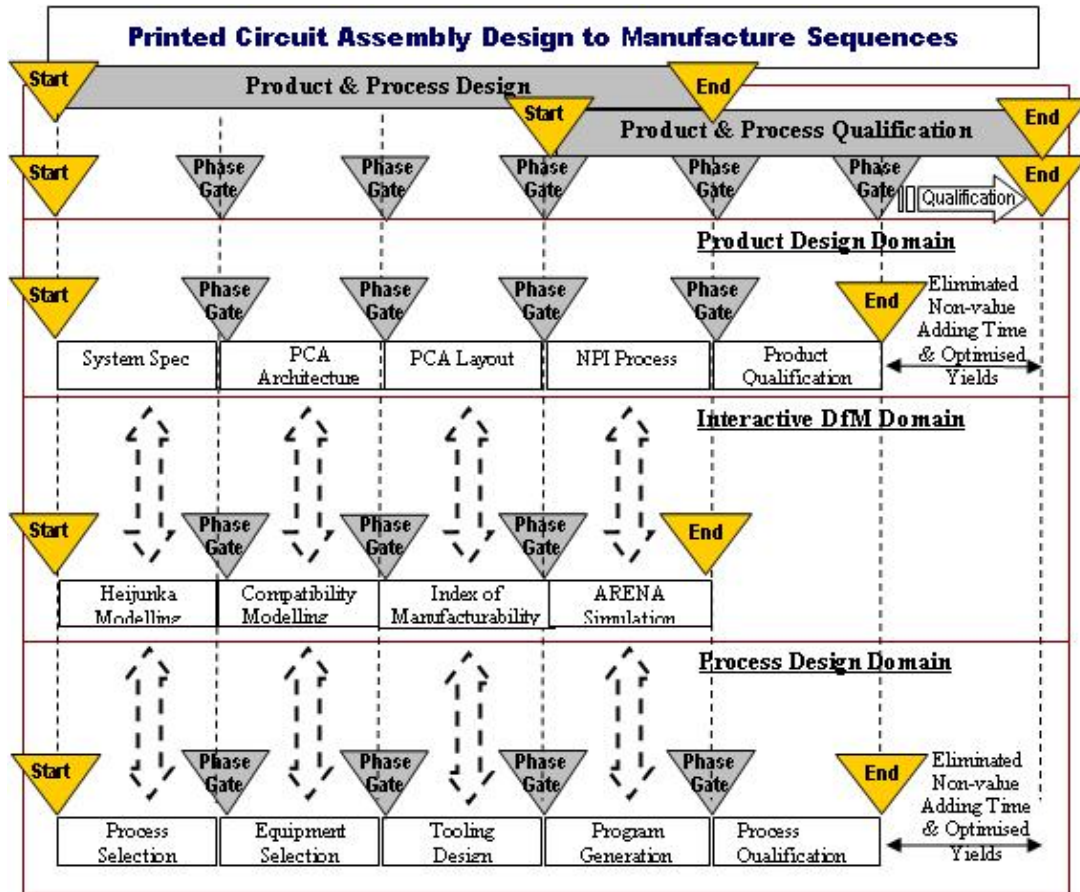 Printed Circuit Assembly Design to Manufacture Sequences
Start
Product & Process Design
End
Start
Product & Process Qualification
End
Start
Phase
Gate
Phase
Gate
Phase
Gate
Phase
Gate
Phase
Gate
Qualification
End
Product Design Domain
Start
Phase
Gate
Phase
Gate
Phase
Gate
Phase
Gate
End
Eliminated
Non-value
Adding Time
& Optimised
Yields
System Spec
PCA
Architecture
PCA Layout
NPI Process
Product
Qualification
Interactive DfM Domain
Start
Phase
Gate
Phase
Gate
Phase
Gate
End
Heijunka
Modelling
Compatibility
Modelling
Index of
Manufacturability
ARENA
Simulation
Process Design Domain
Start
Phase
Gate
Phase
Gate
Phase
Gate
Phase
Gate
End
Eliminated
Non-value
Adding Time
& Optimised
Yields
Process
Selection
Equipment
Selection
Tooling
Design
Program
Generation
Process
Qualification